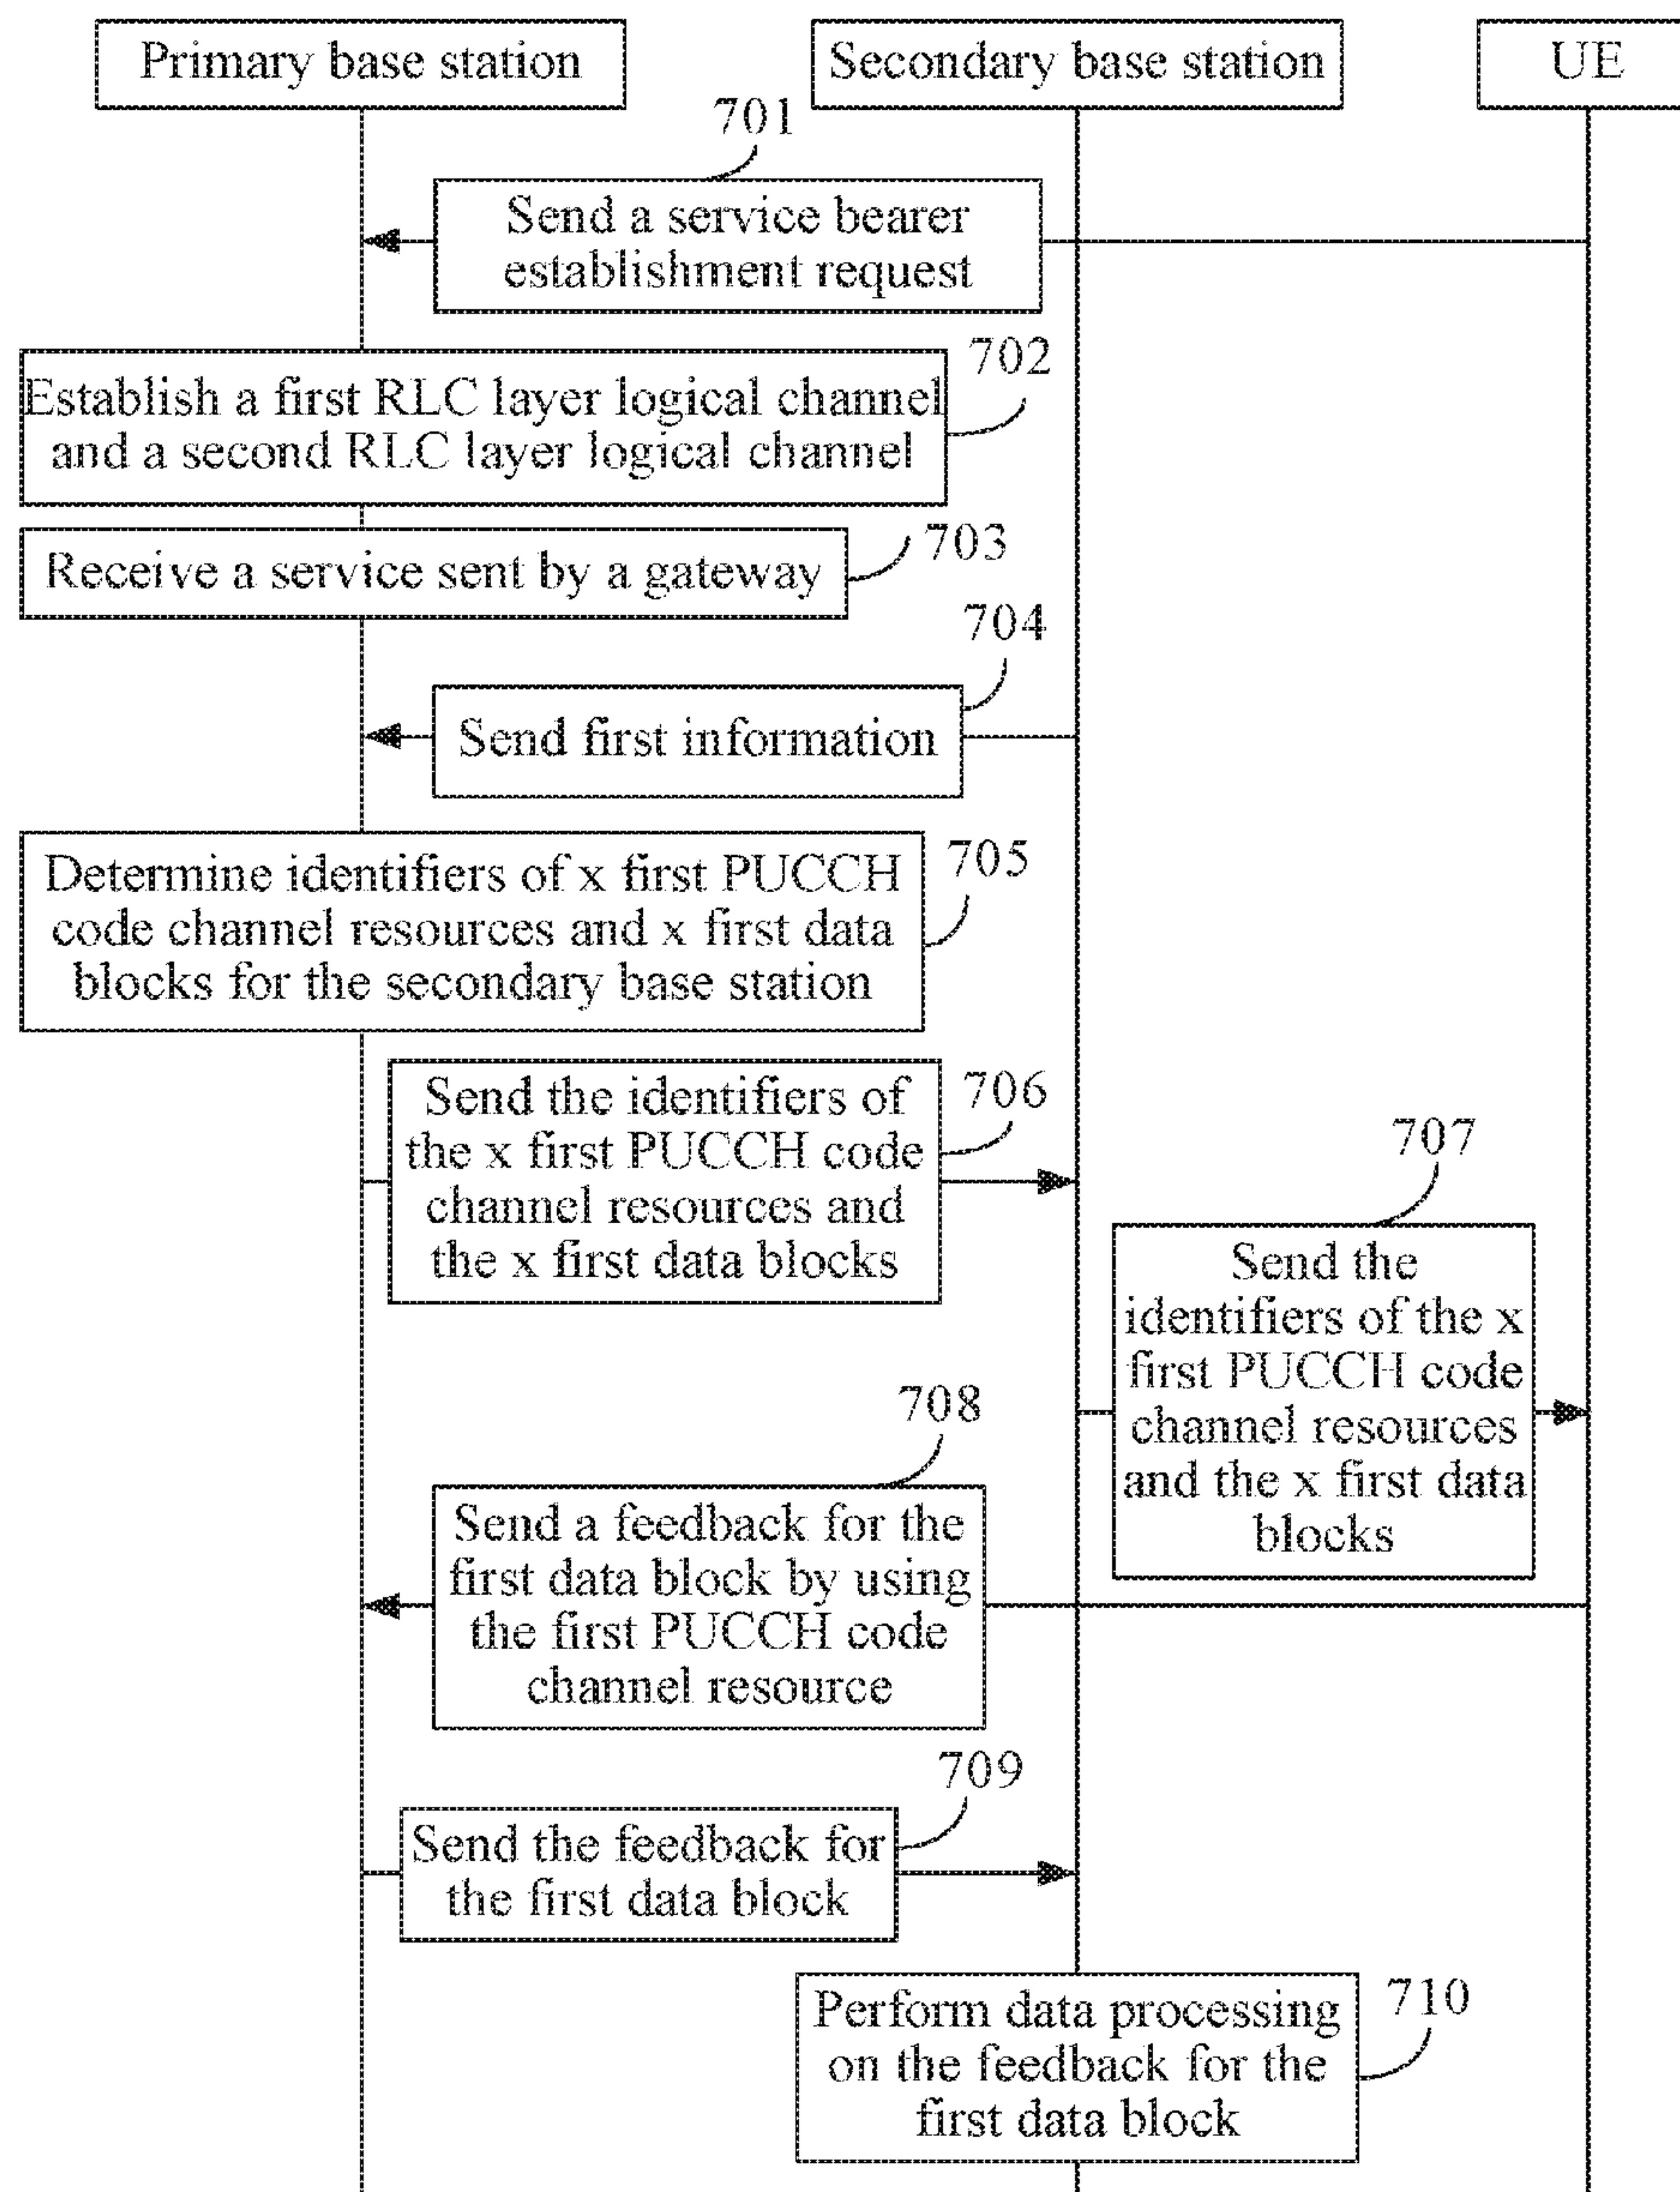 Primary base station
Secondary base station
UE
701
Send a service bearer
establishment request
702
Establish a first RLC layer logical channel
and a second RLC layer logical channel
703
Receive a service sent by a gateway
704
Send first information
705
Determine identifiers of x first PUCCH
code channel resources and x first data
blocks for the secondary base station
706
Send the identifiers of
the x first PUCCH code
channel resources and
the x first data blocks
707
Send the
identifiers of the x
first PUCCH code
channel resources
and the x first data
blocks
708
Send a feedback for the
first data block by using
the first PUCCH code
channel resource
709
Send the feedback for
the first data block
710
Perform data processing
on the feedback for the
first data block